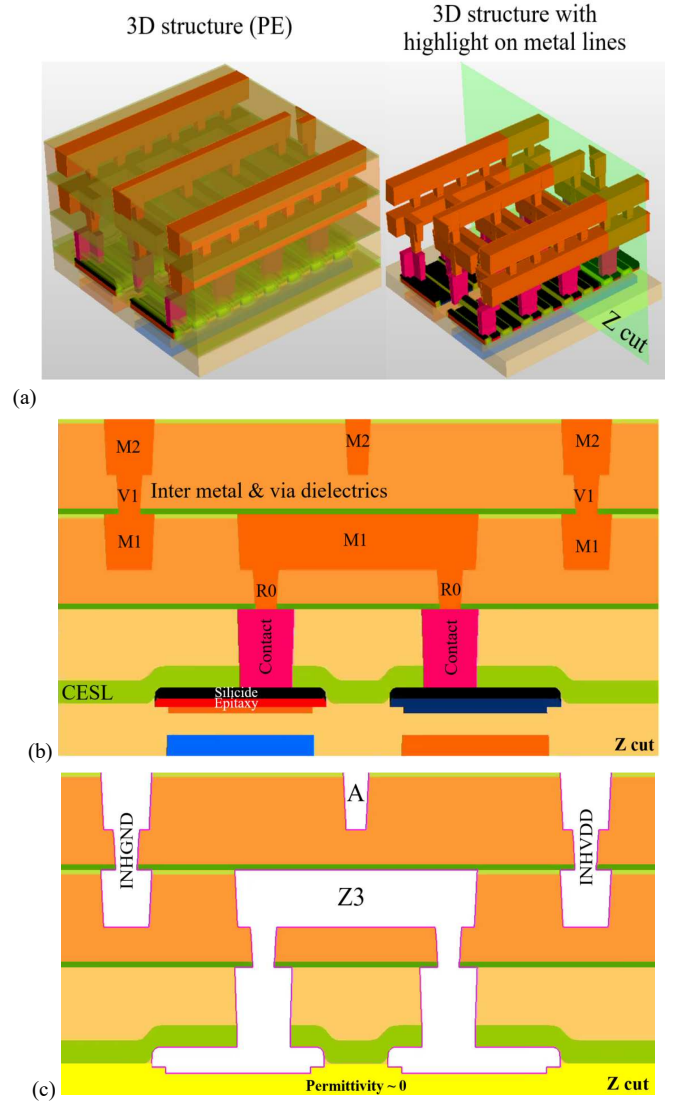 3D structure (PE)
3D structure with
highlight on metal lines
Z cut
(a)
M2
M2
M2
V1
Inter metal & via dielectrics
V1
M1
M1
M1
R0
R0
Contact
Contact
CESL
Silicide
Epitaxy
Z cut
(b)
A
INHGND
INHVDD
Z3
Permittivity ~ 0
Z cut
(c)